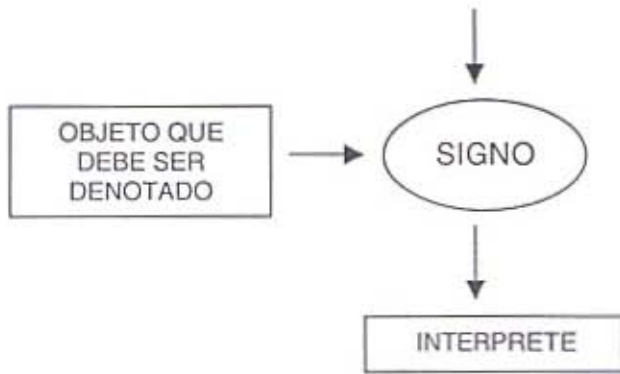 OBJETO QUE
DEBE SER
DENOTADO
SIGNO
INTERPRETE